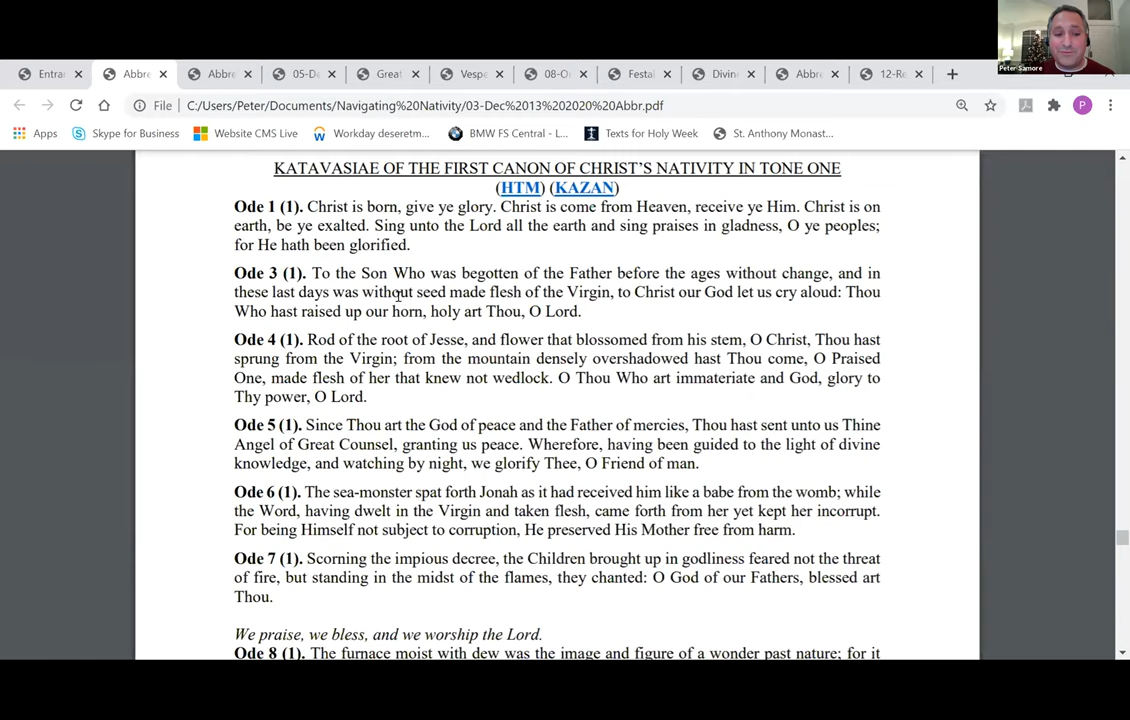 Peter Samore
Entra
Abbre
Abbre
05-De
Great
Vespe
08-O
Festal
Divin
Abbre
12-Re
File
C:/Users/Peter/Documents/Navigating%20Nativity/03-Dec%2013%202020%20Abbr.pdf
P
Apps
Skype for Business
Website CMS Live
Workday deseretm...
BMW FS Central - L...
Texts for Holy Week
St. Anthony Monast...
KATAVASIAE OF THE FIRST CANON OF CHRIST'S NATIVITY IN TONE ONE
(HTM) (KAZAN)
Ode 1 (1). Christ is born, give ye glory. Christ is come from Heaven, receive ye Him. Christ is on
earth, be ye exalted. Sing unto the Lord all the earth and sing praises in gladness, O ye peoples;
for He hath been glorified.
Ode 3 (1). To the Son Who was begotten of the Father before the ages without change, and in
these last days was without seed made flesh of the Virgin, to Christ our God let us cry aloud: Thou
Who hast raised up our horn, holy art Thou, O Lord.
Ode 4 (1). Rod of the root of Jesse, and flower that blossomed from his stem, O Christ, Thou hast
sprung from the Virgin; from the mountain densely overshadowed hast Thou come, O Praised
One, made flesh of her that knew not wedlock. O Thou Who art immateriate and God, glory to
Thy power, O Lord.
Ode 5 (1). Since Thou art the God of peace and the Father of mercies, Thou hast sent unto us Thine
Angel of Great Counsel, granting us peace. Wherefore, having been guided to the light of divine
knowledge, and watching by night, we glorify Thee, O Friend of man.
Ode 6 (1). The sea-monster spat forth Jonah as it had received him like a babe from the womb; while
the Word, having dwelt in the Virgin and taken flesh, came forth from her yet kept her incorrupt.
For being Himself not subject to corruption, He preserved His Mother free from harm.
Ode 7 (1). Scorning the impious decree, the Children brought up in godliness feared not the threat
of fire, but standing in the midst of the flames, they chanted: O God of our Fathers, blessed art
Thou.
We praise, we bless, and we worship the Lord.
Ode 8 (1). The furnace moist with dew was the image and figure of a wonder past nature; for it